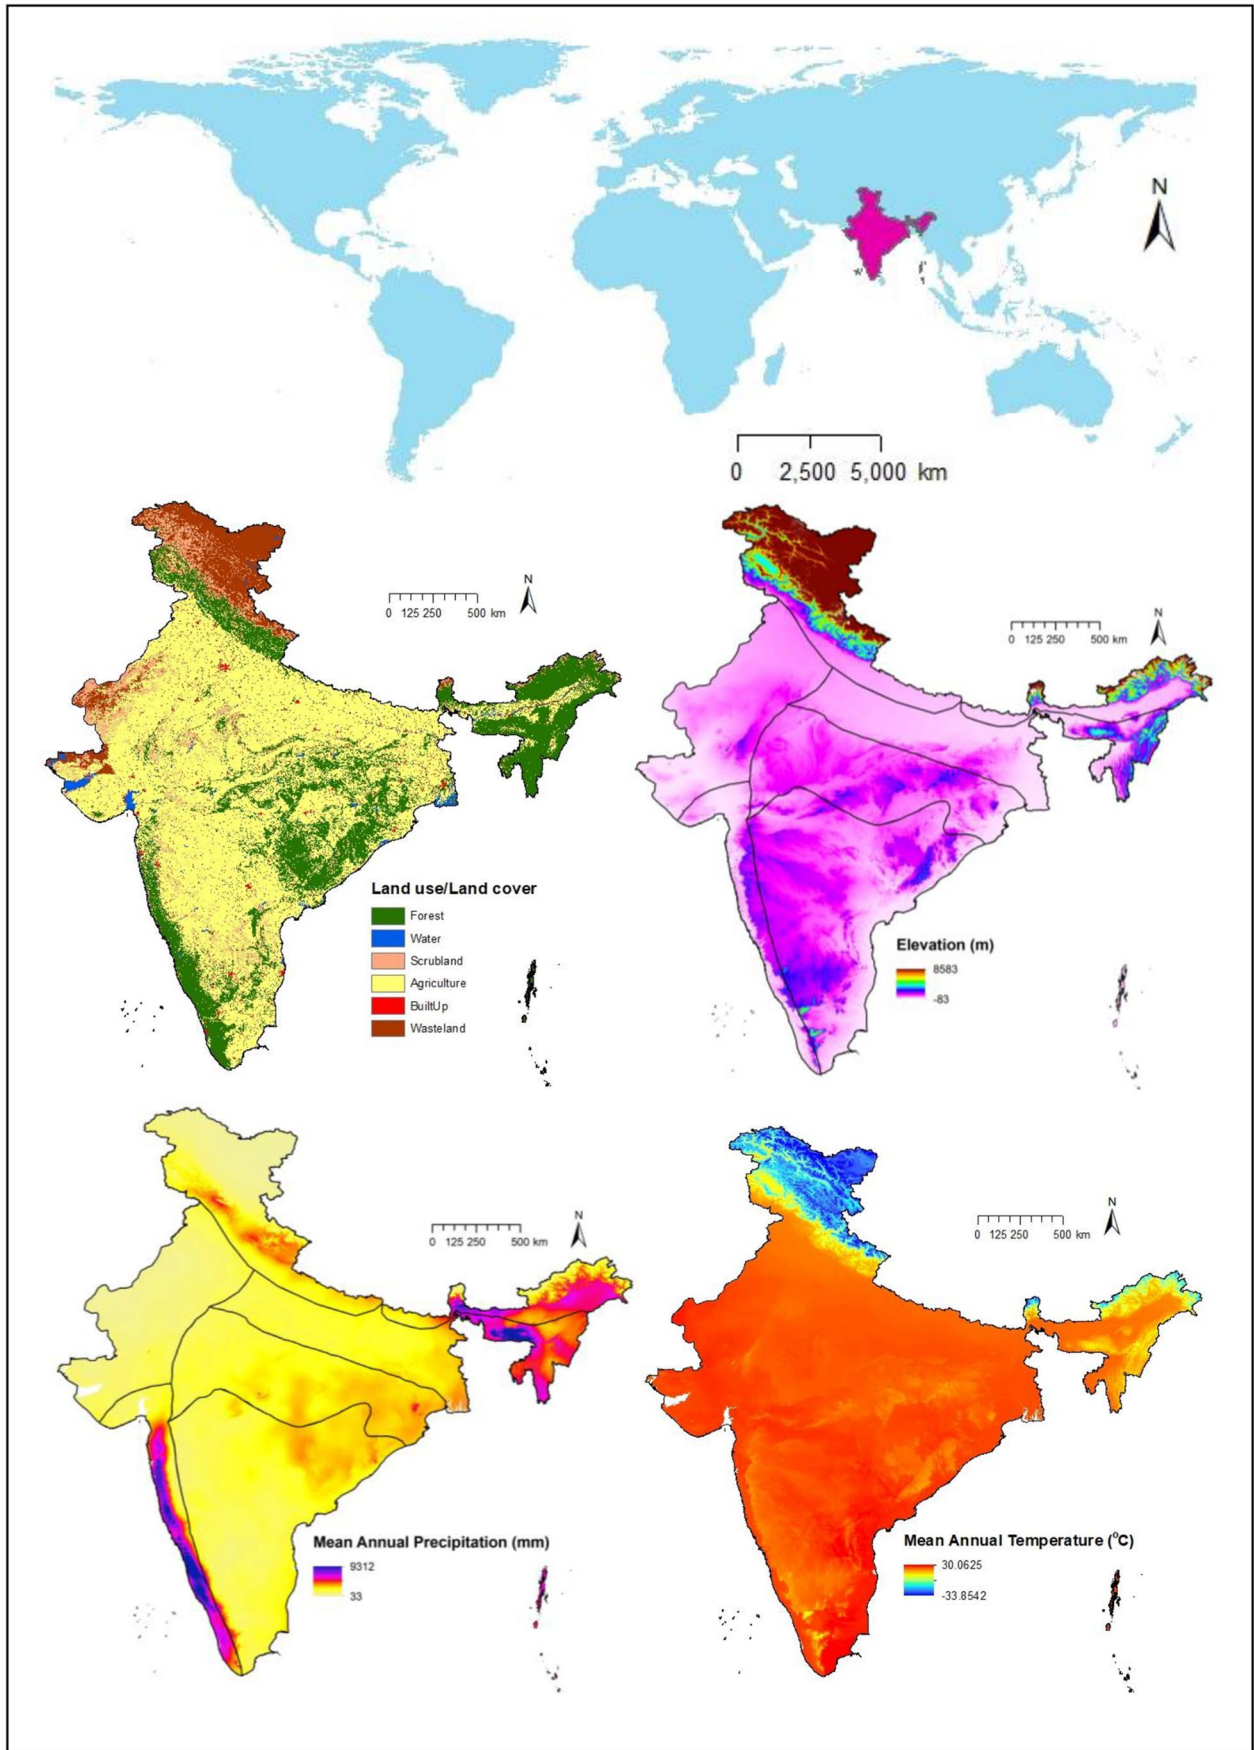 N
0 2,500 5,000 km
N
0 125 250 500 km
N
0 125 250 500 km
Land use/Land cover
Forest
Water
Scrubland
Agriculture
BuiltUp
Wasteland
Elevation (m)
8583
-83
N
0 125 250 500 km
N
0 125 250 500 km
Mean Annual Precipitation (mm)
9312
33
Mean Annual Temperature (°C)
30.0625
-33.8542